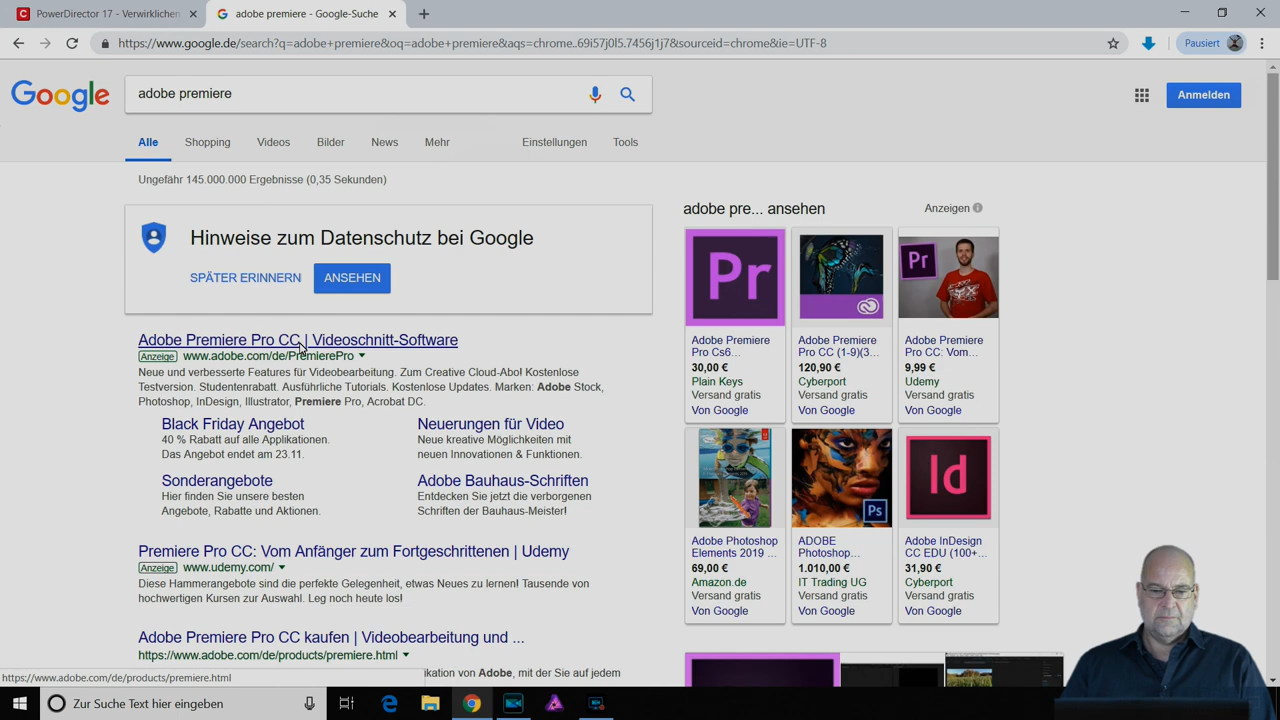 PowerDirector 17 - Verwirklichen
adobe premiere - Google-Suche
https://www.google.de/search?q=adobe+premiere&oq=adobe+premiere&aqs=chrome..69i57j0l5.7456j1j7&sourceid=chrome&ie=UTF-8
Pausiert
Google
adobe premiere
Anmelden
Alle Shopping Videos Bilder News Mehr Einstellungen Tools
Ungefähr 145.000.000 Ergebnisse (0,35 Sekunden)
Hinweise zum Datenschutz bei Google
SPÄTER ERINNERN ANSEHEN
Adobe Premiere Pro CC | Videoschnitt-Software
Anzeige www.adobe.com/de/PremierePro
Neue und verbesserte Features für Videobearbeitung. Zum Creative Cloud-Abo! Kostenlose
Testversion. Studentenrabatt. Ausführliche Tutorials. Kostenlose Updates. Marken: Adobe Stock,
Photoshop, InDesign, Illustrator, Premiere Pro, Acrobat DC.
Black Friday Angebot
40 % Rabatt auf alle Applikationen.
Das Angebot endet am 23.11.
Neuerungen für Video
Neue kreative Möglichkeiten mit
neuen Innovationen & Funktionen.
Sonderangebote
Hier finden Sie unsere besten
Angebote, Rabatte und Aktionen.
Adobe Bauhaus-Schriften
Entdecken Sie jetzt die verborgenen
Schriften der Bauhaus-Meister!
Premiere Pro CC: Vom Anfänger zum Fortgeschrittenen | Udemy
Anzeige www.udemy.com/
Diese Hammerangebote sind die perfekte Gelegenheit, etwas Neues zu lernen! Tausende von
hochwertigen Kursen zur Auswahl. Leg noch heute los!
Adobe Premiere Pro CC kaufen | Videobearbeitung und ...
https://www.adobe.com/de/products/premiere.html
ikation von Adobe, mit der Sie auf jedem
https://www.adobe.com/de/products/premiere.html
adobe pre... ansehen
Anzeigen
Pr
Adobe Premiere
Pro Cs6...
30,00 €
Plain Keys
Versand gratis
Von Google
Adobe Premiere
Pro CC (1-9)(3...
120,90 €
Cyberport
Versand gratis
Von Google
Pr
Adobe Premiere
Pro CC: Vom...
9,99 €
Udemy
Versand gratis
Von Google
Adobe Photoshop
Elements 2019 ...
69,00 €
Amazon.de
Versand gratis
Von Google
Ps
ADOBE
Photoshop...
1.010,00 €
IT Trading UG
Versand gratis
Von Google
Id
Adobe InDesign
CC EDU (100+...
31,90 €
Cyberport
Versand gratis
Von Google
Zur Suche Text hier eingeben